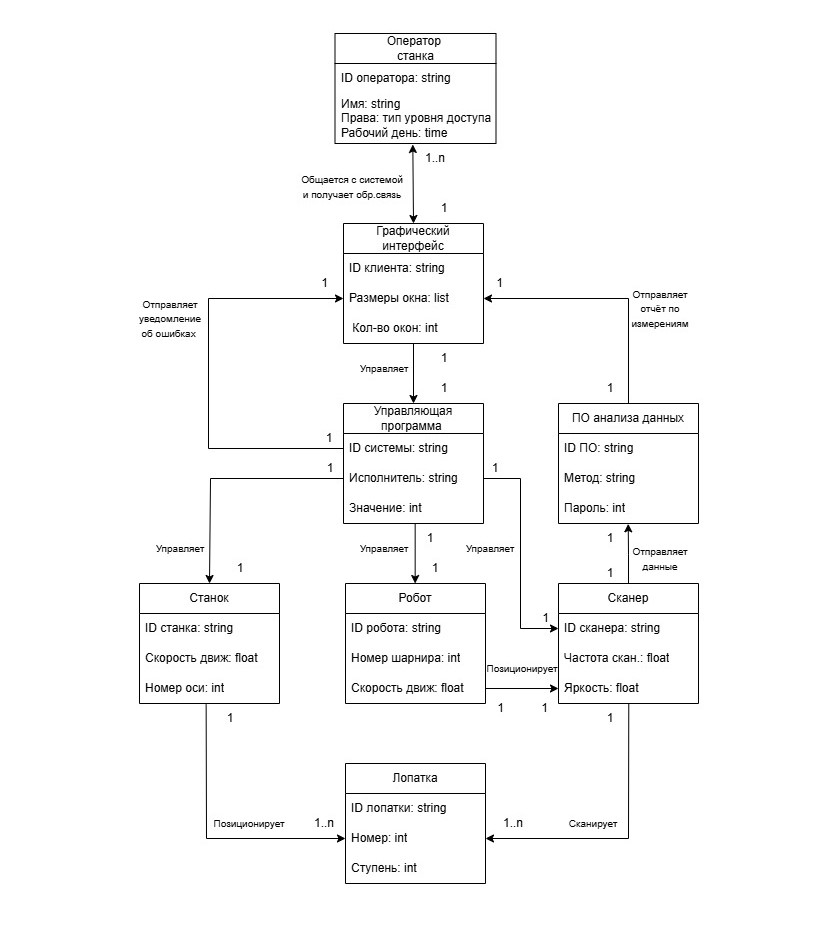 Оператор
станка
ID оператора: string
Имя: string
Права: тип уровня доступа
Рабочий день: time
1..n
Общается с системой
и получает обр.связь
1
Графический
интерфейс
ID клиента: string
Размеры окна: list
Кол-во окон: int
1
1
Отправляет
уведомление
об ошибках
Отправляет
отчёт по
измерениям
1
Управляет
1
1
Управляющая
программа
ID системы: string
Исполнитель: string
Значение: int
ПО анализа данных
ID ПО: string
Метод: string
Пароль: int
1
1
1
1
Управляет
1
1
Управляет
1
Управляет
1
1
1
Отправляет
данные
Станок
ID станка: string
Скорость движ: float
Номер оси: int
Робот
ID робота: string
Номер шарнира: int
Скорость движ: float
Позиционирует
1
1
Сканер
ID сканера: string
Частота скан.: float
Яркость: float
1
1
Позиционирует
1..n
Лопатка
ID лопатки: string
Номер: int
Ступень: int
1..n
Сканирует